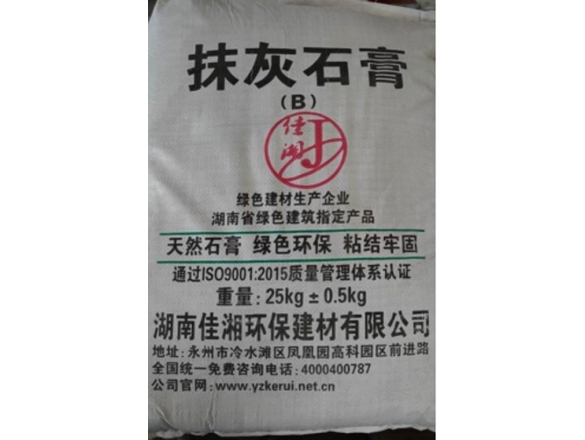 抹灰石膏
（B）
佳湘
J
绿色建材生产企业
湖南省绿色建筑指定产品
天然石膏 绿色环保 粘结牢固
通过ISO9001:2015质量管理体系认证
重量：25kg±0.5kg
湖南佳湘环保建材有限公司
地址：永州市冷水滩区凤凰园高科园区前进路
全国统一免费咨询电话：4000400787
公司官网：www.yzkerui.net.cn